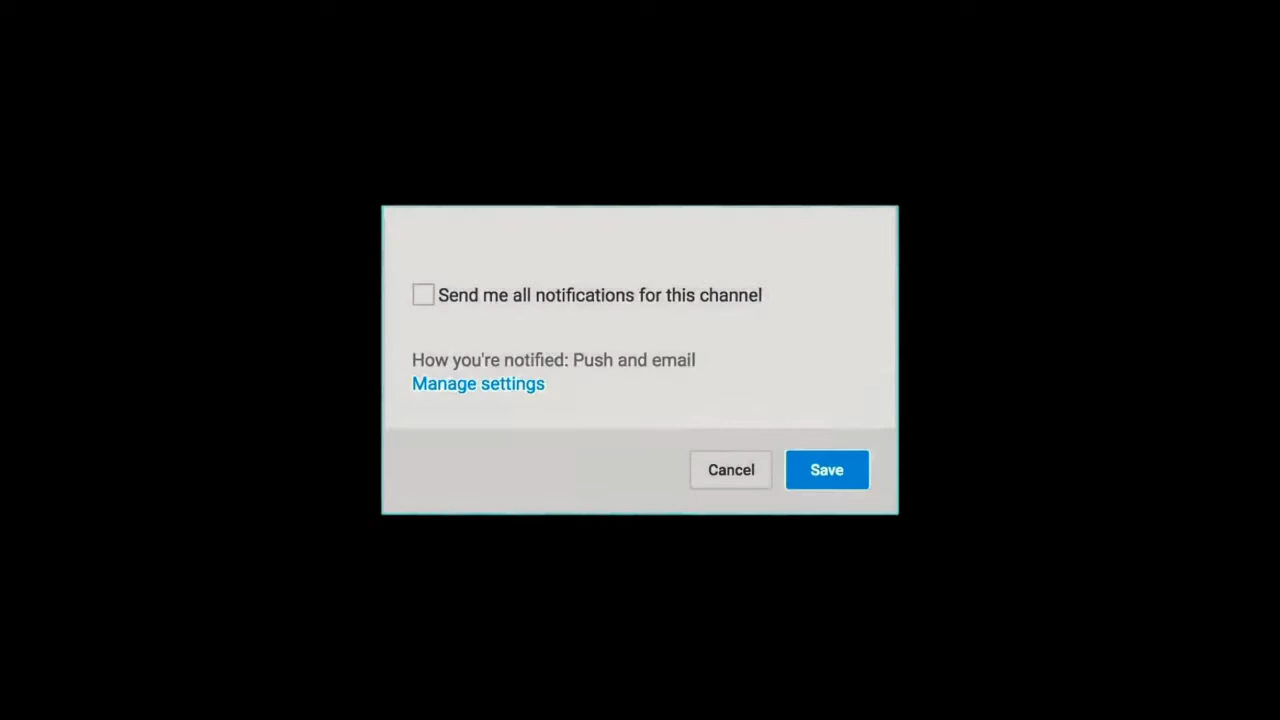 Send me all notifications for this channel
How you're notified: Push and email
Manage settings
Cancel Save